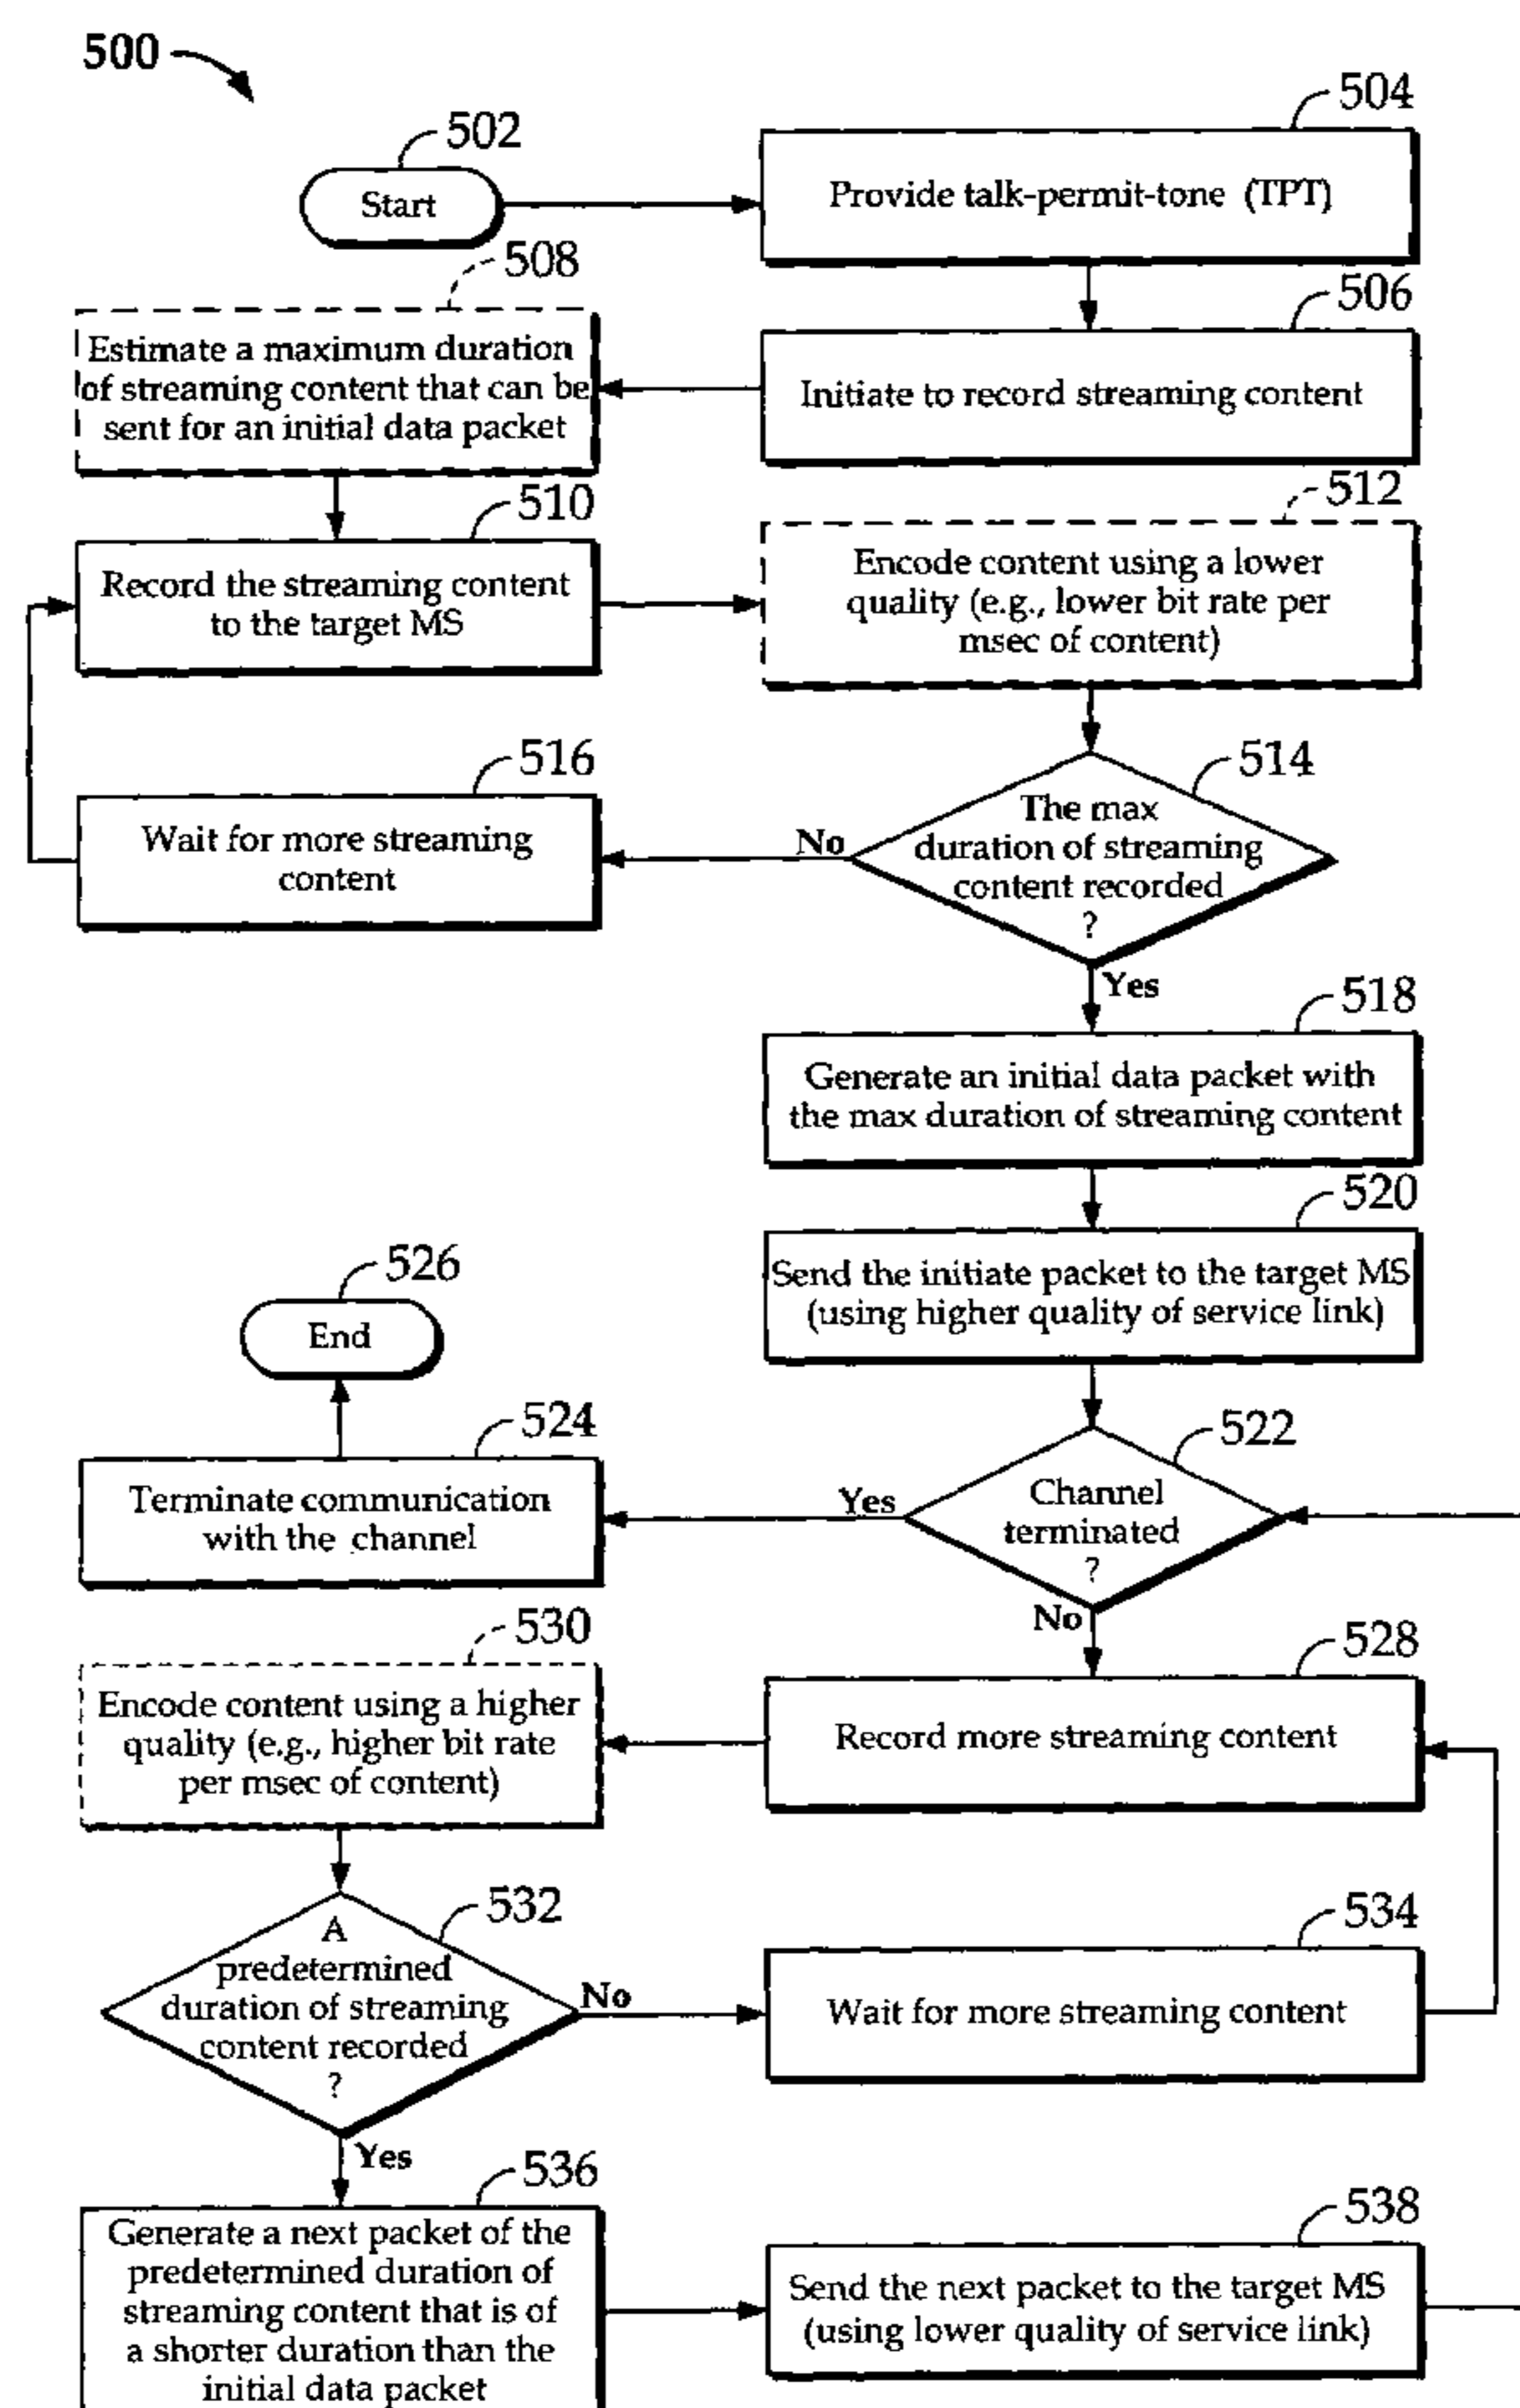 500
502
Start
504
Provide talk-permit-tone (TPT)
506
Initiate to record streaming content
508
Estimate a maximum duration
of streaming content that can be
sent for an initial data packet
510
Record the streaming content
to the target MS
512
Encode content using a lower
quality (e.g., lower bit rate per
msec of content)
514
The max
duration of streaming
content recorded
?
No
516
Wait for more streaming
content
Yes
518
Generate an initial data packet with
the max duration of streaming content
520
Send the initiate packet to the target MS
(using higher quality of service link)
522
Channel
terminated
?
Yes
524
Terminate communication
with the channel
526
End
No
528
Record more streaming content
530
Encode content using a higher
quality (e.g., higher bit rate
per msec of content)
532
A
predetermined
duration of streaming
content recorded
?
No
534
Wait for more streaming content
Yes
536
Generate a next packet of the
predetermined duration of
streaming content that is of
a shorter duration than the
initial data packet
538
Send the next packet to the target MS
(using lower quality of service link)